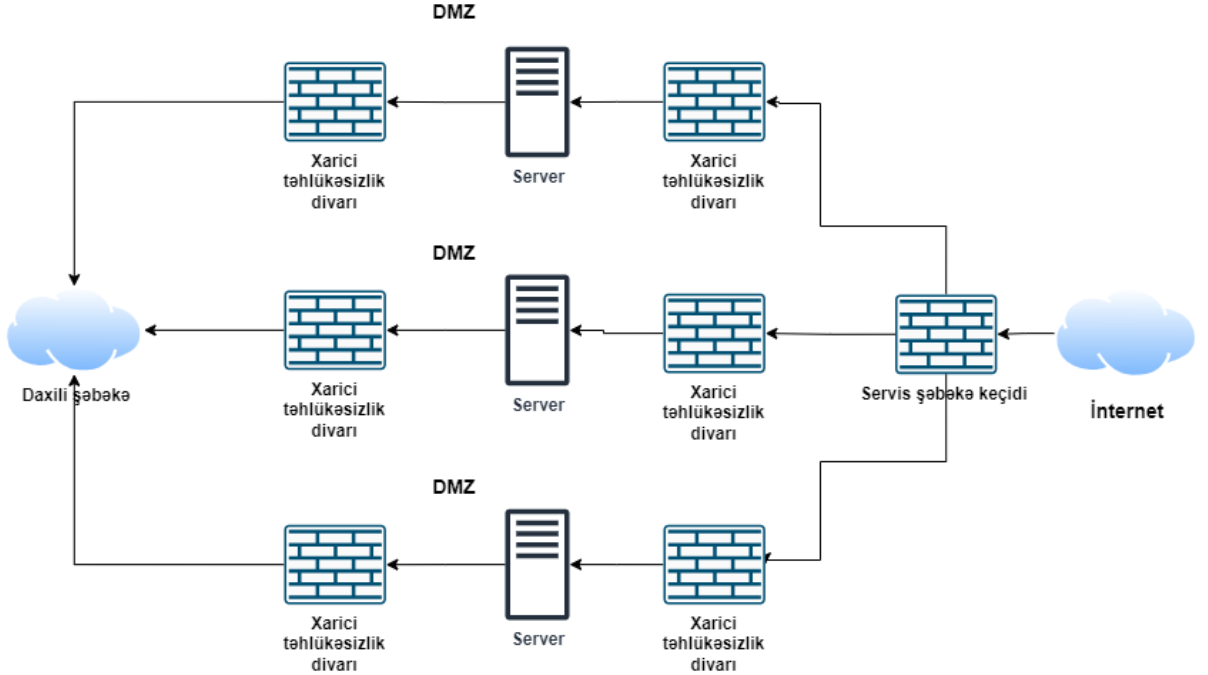 DMZ
Xarici
təhlükəsizlik
divarı
Server
Xarici
təhlükəsizlik
divarı
DMZ
Daxili şəbəkə
Xarici
təhlükəsizlik
divarı
Server
Xarici
təhlükəsizlik
divarı
Servis şəbəkə keçidi
İnternet
DMZ
Xarici
təhlükəsizlik
divarı
Server
Xarici
təhlükəsizlik
divarı